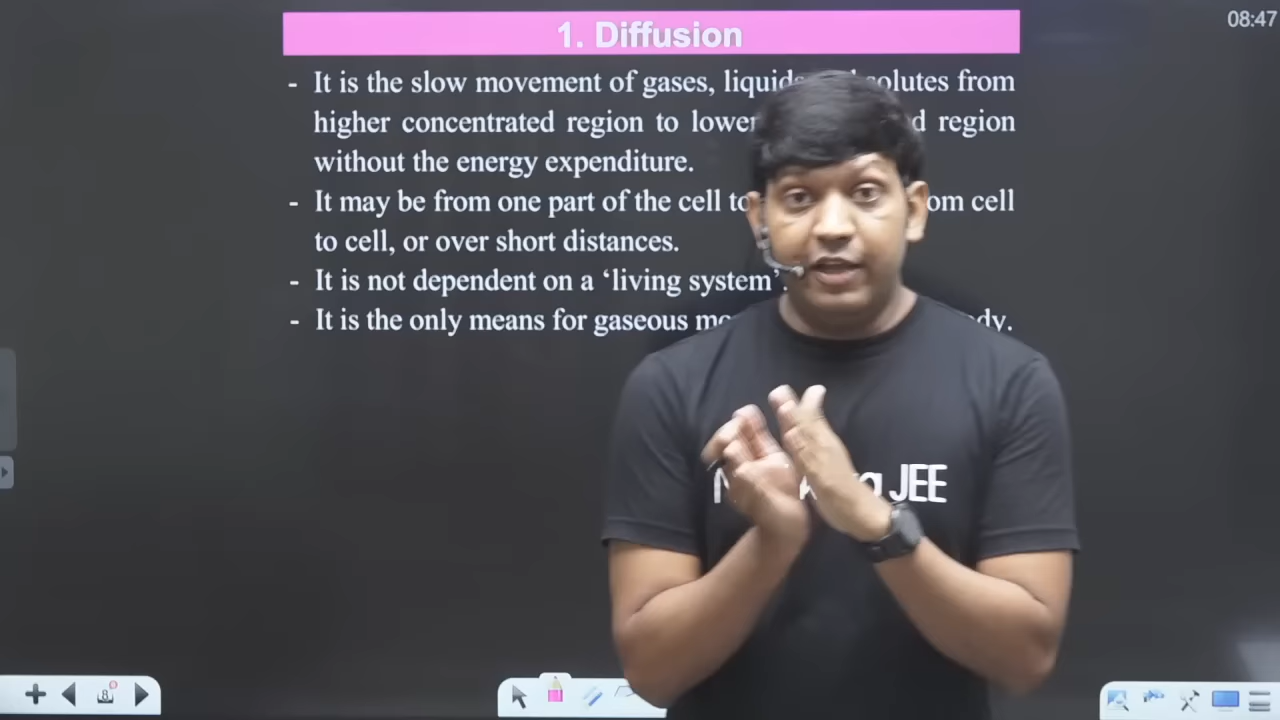 08:47
1. Diffusion
- It is the slow movement of gases, liquids solutes from
higher concentrated region to lower region
without the energy expenditure.
- It may be from one part of the cell to cell
to cell, or over short distances.
- It is not dependent on a ‘living system’.
- It is the only means for gaseous
JEE
8